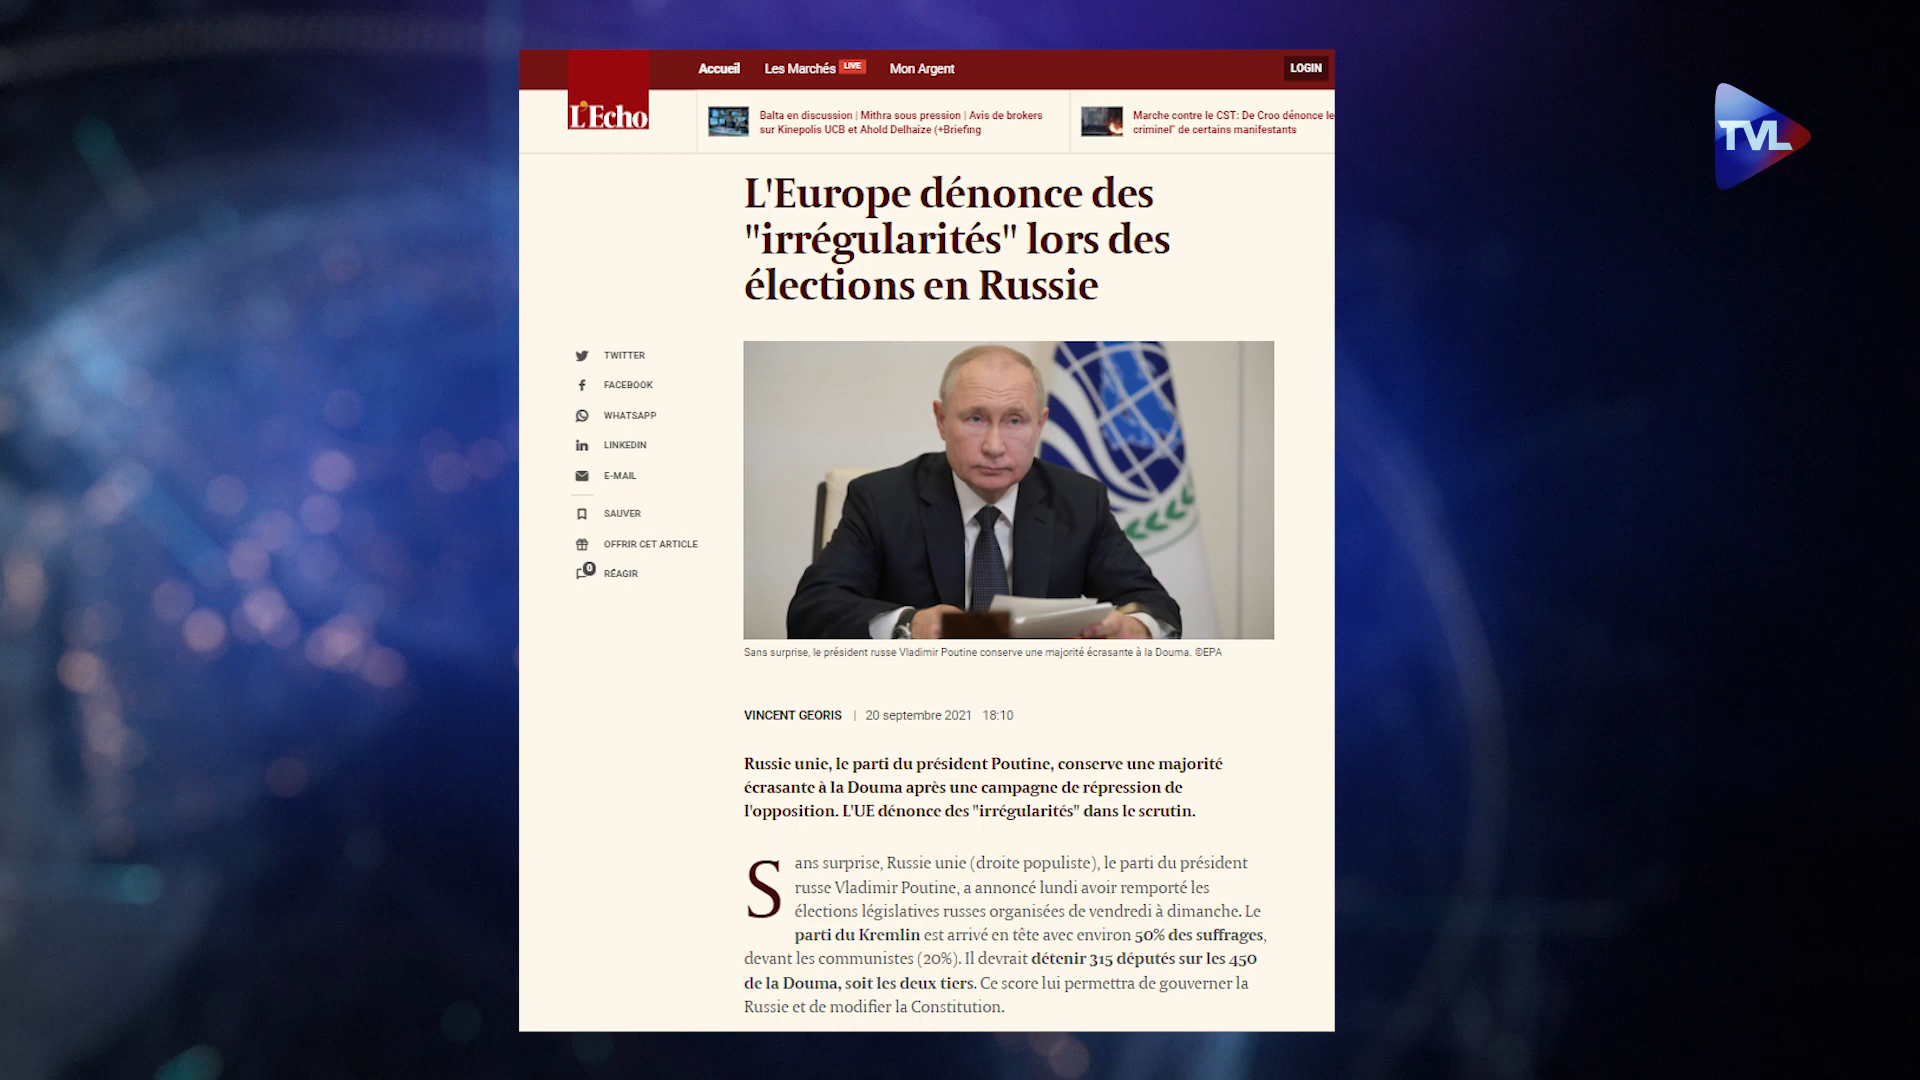 Accueil Les Marchés LIVE Mon Argent LOGIN
L'Echo
Balta en discussion | Mithra sous pression | Avis de brokers
sur Kinepolis UCB et Ahold Delhaize (+Briefing
Marche contre le CST: De Croo dénonce le
criminel" de certains manifestants
TVL
L'Europe dénonce des
"irrégularités" lors des
élections en Russie
TWITTER
FACEBOOK
WHATSAPP
LINKEDIN
E-MAIL
SAUVER
OFFRIR CET ARTICLE
0 RÉAGIR
Sans surprise, le président russe Vladimir Poutine conserve une majorité écrasante à la Douma. ©EPA
VINCENT GEORIS | 20 septembre 2021 18:10
Russie unie, le parti du président Poutine, conserve une majorité
écrasante à la Douma après une campagne de répression de
l'opposition. L'UE dénonce des "irrégularités" dans le scrutin.
Sans surprise, Russie unie (droite populiste), le parti du président
russe Vladimir Poutine, a annoncé lundi avoir remporté les
élections législatives russes organisées de vendredi à dimanche. Le
parti du Kremlin est arrivé en tête avec environ 50% des suffrages,
devant les communistes (20%). Il devrait détenir 315 députés sur les 450
de la Douma, soit les deux tiers. Ce score lui permettra de gouverner la
Russie et de modifier la Constitution.